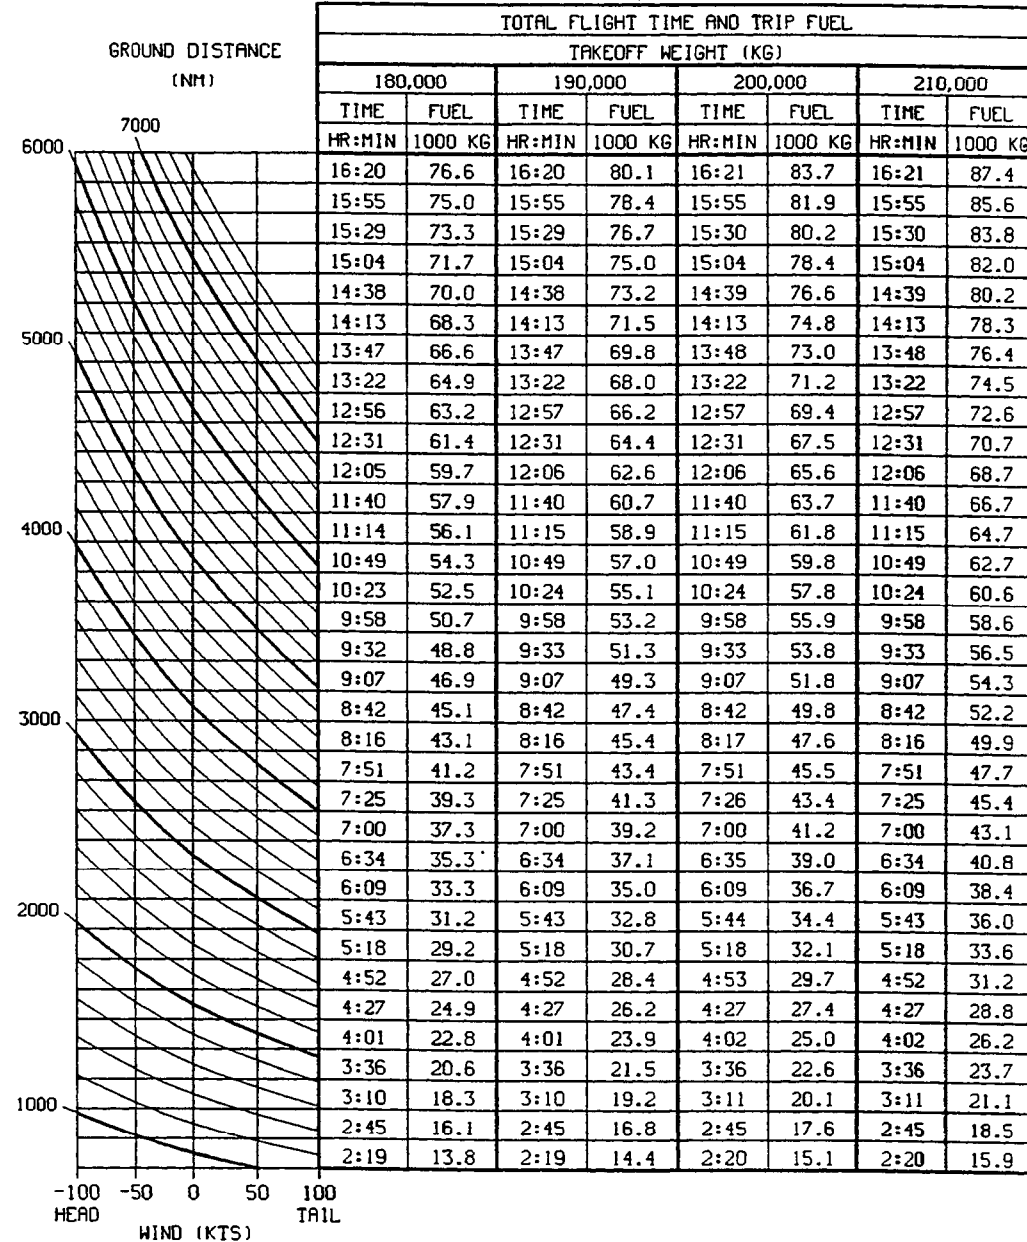 TOTAL FLIGHT TIME AND TRIP FUEL
GROUND DISTANCE
(NM)
TAKEOFF WEIGHT (KG)
180,000 190,000 200,000 210,000
TIME FUEL TIME FUEL TIME FUEL TIME FUEL
HR:MIN 1000 KG HR:MIN 1000 KG HR:MIN 1000 KG HR:MIN 1000 KG
7000
6000
16:20 76.6 16:20 80.1 16:21 83.7 16:21 87.4
15:55 75.0 15:55 78.4 15:55 81.9 15:55 85.6
15:29 73.3 15:29 76.7 15:30 80.2 15:30 83.8
15:04 71.7 15:04 75.0 15:04 78.4 15:04 82.0
14:38 70.0 14:38 73.2 14:39 76.6 14:39 80.2
14:13 68.3 14:13 71.5 14:13 74.8 14:13 78.3
5000
13:47 66.6 13:47 69.8 13:48 73.0 13:48 76.4
13:22 64.9 13:22 68.0 13:22 71.2 13:22 74.5
12:56 63.2 12:57 66.2 12:57 69.4 12:57 72.6
12:31 61.4 12:31 64.4 12:31 67.5 12:31 70.7
12:05 59.7 12:06 62.6 12:06 65.6 12:06 68.7
11:40 57.9 11:40 60.7 11:40 63.7 11:40 66.7
4000
11:14 56.1 11:15 58.9 11:15 61.8 11:15 64.7
10:49 54.3 10:49 57.0 10:49 59.8 10:49 62.7
10:23 52.5 10:24 55.1 10:24 57.8 10:24 60.6
9:58 50.7 9:58 53.2 9:58 55.9 9:58 58.6
9:32 48.8 9:33 51.3 9:33 53.8 9:33 56.5
9:07 46.9 9:07 49.3 9:07 51.8 9:07 54.3
3000
8:42 45.1 8:42 47.4 8:42 49.8 8:42 52.2
8:16 43.1 8:16 45.4 8:17 47.6 8:16 49.9
7:51 41.2 7:51 43.4 7:51 45.5 7:51 47.7
7:25 39.3 7:25 41.3 7:26 43.4 7:25 45.4
7:00 37.3 7:00 39.2 7:00 41.2 7:00 43.1
6:34 35.3 6:34 37.1 6:35 39.0 6:34 40.8
6:09 33.3 6:09 35.0 6:09 36.7 6:09 38.4
2000
5:43 31.2 5:43 32.8 5:44 34.4 5:43 36.0
5:18 29.2 5:18 30.7 5:18 32.1 5:18 33.6
4:52 27.0 4:52 28.4 4:53 29.7 4:52 31.2
4:27 24.9 4:27 26.2 4:27 27.4 4:27 28.8
4:01 22.8 4:01 23.9 4:02 25.0 4:02 26.2
3:36 20.6 3:36 21.5 3:36 22.6 3:36 23.7
1000
3:10 18.3 3:10 19.2 3:11 20.1 3:11 21.1
2:45 16.1 2:45 16.8 2:45 17.6 2:45 18.5
2:19 13.8 2:19 14.4 2:20 15.1 2:20 15.9
-100 -50 0 50 100
HEAD TAIL
WIND (KTS)